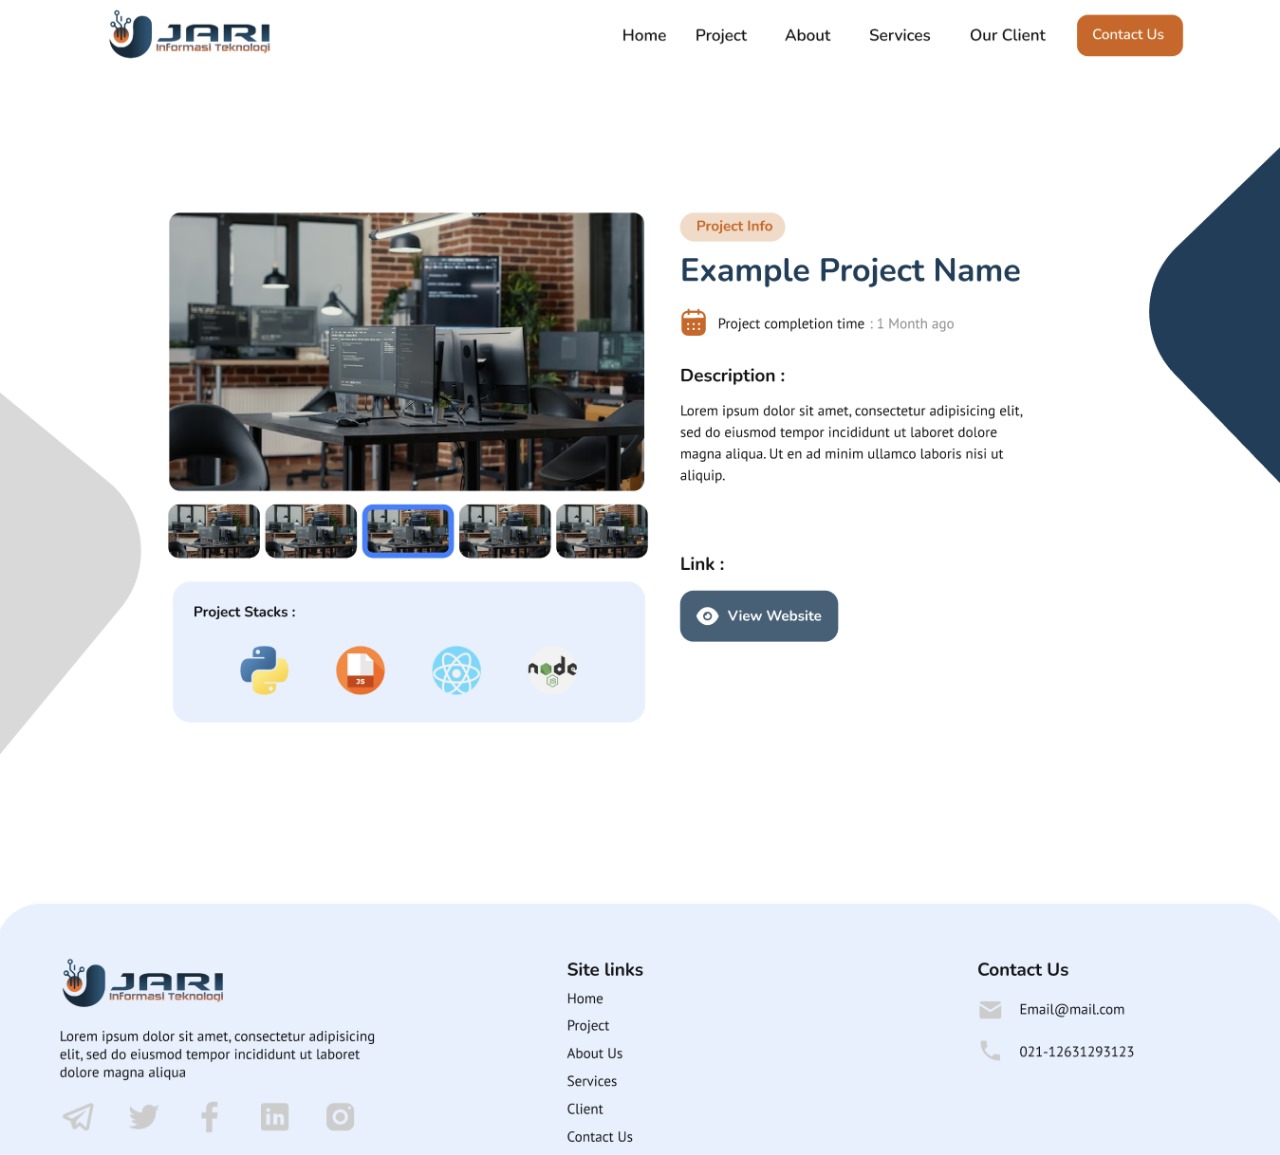 JARI
Informasi Teknologi
Home
Project
About
Services
Our Client
Contact Us
Project Info
Example Project Name
Project completion time : 1 Month ago
Description :
Lorem ipsum dolor sit amet, consectetur adipisicing elit,
sed do eiusmod tempor incididunt ut laboret dolore
magna aliqua. Ut en ad minim ullamco laboris nisi ut
aliquip.
Link :
View Website
Project Stacks :
JS
node
JS
JARI
Informasi Teknologi
Lorem ipsum dolor sit amet, consectetur adipisicing
elit, sed do eiusmod tempor incididunt ut laboret
dolore magna aliqua
in
Site links
Home
Project
About Us
Services
Client
Contact Us
Contact Us
Email@mail.com
021-12631293123